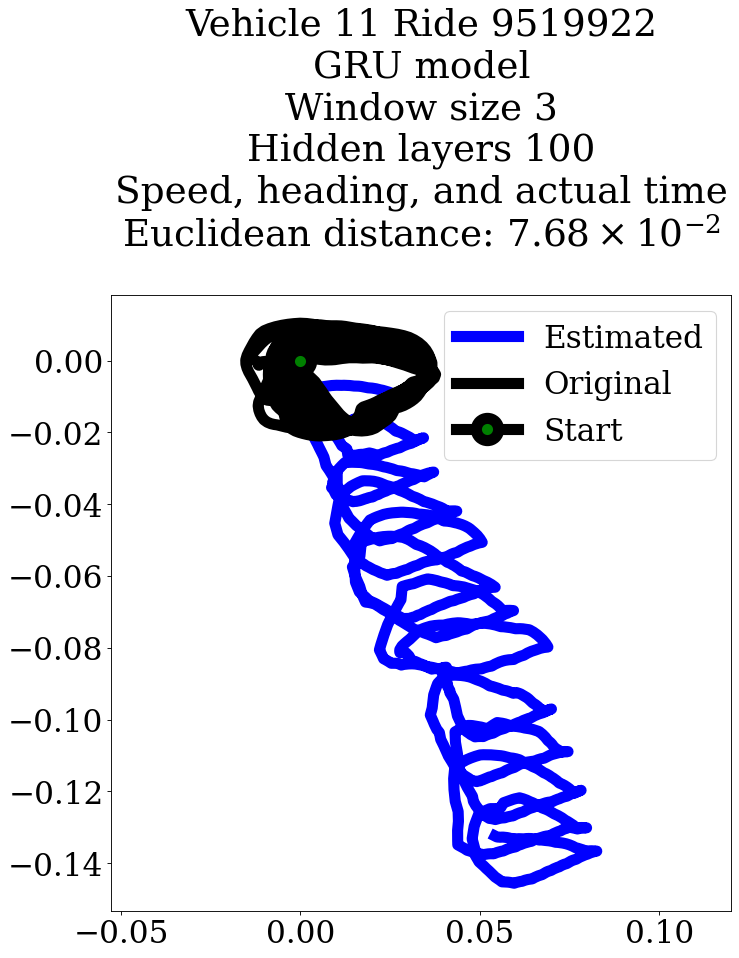 Vehicle 11 Ride 9519922
GRU model
Window size 3
Hidden layers 100
Speed, heading, and actual time
Euclidean distance: 7.68 × 10⁻²
Estimated
Original
Start
0.00
−0.02
−0.04
−0.06
−0.08
−0.10
−0.12
−0.14
−0.05 0.00 0.05 0.10